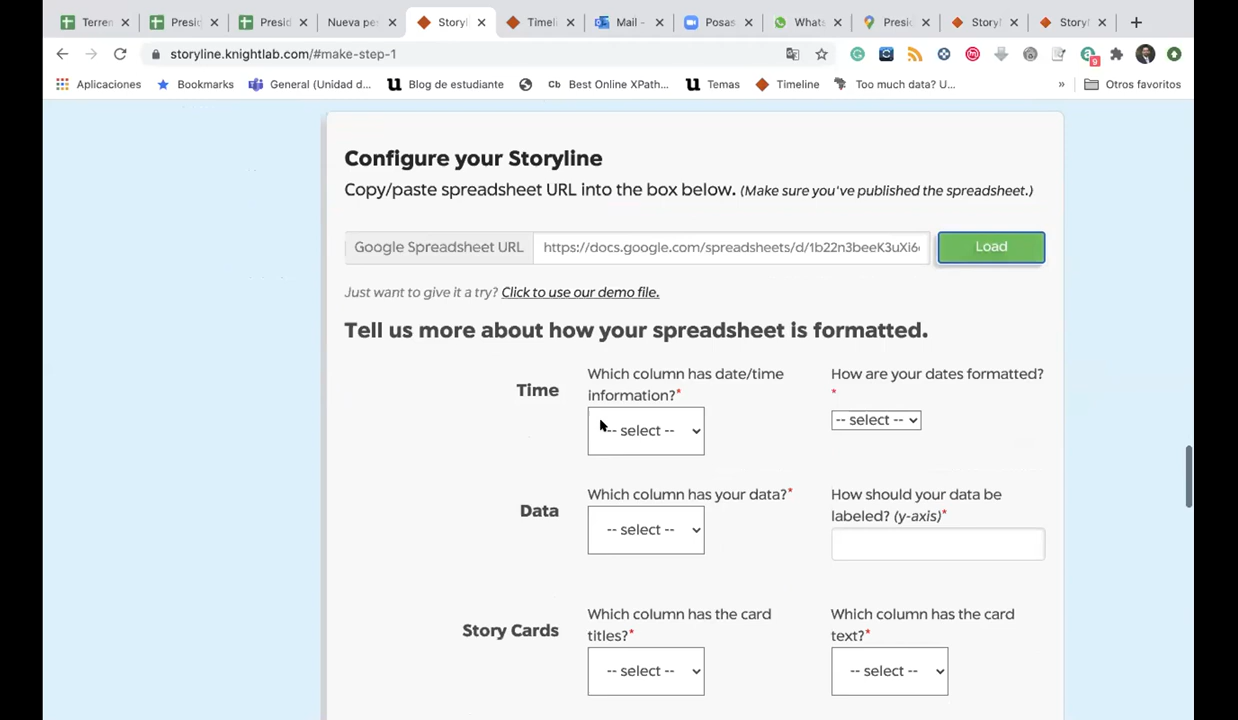 Terren
Presid
Presid
Nueva pe
Storyl
Timeli
Mail –
Posas
Whats
Presi
Storyl
Storyl
storyline.knightlab.com/#make-step-1
9
Aplicaciones
Bookmarks
General (Unidad d...
Blog de estudiante
Cb Best Online XPath...
Temas
Timeline
Too much data? U...
»
Otros favoritos
Configure your Storyline
Copy/paste spreadsheet URL into the box below. (Make sure you've published the spreadsheet.)
Google Spreadsheet URL
https://docs.google.com/spreadsheets/d/1b22n3beeK3uXi6
Load
Just want to give it a try? Click to use our demo file.
Tell us more about how your spreadsheet is formatted.
Time
Which column has date/time
information?*
-- select --
How are your dates formatted?
*
-- select --
Data
Which column has your data?*
-- select --
How should your data be
labeled? (y-axis)*
Story Cards
Which column has the card
titles?*
-- select --
Which column has the card
text?*
-- select --